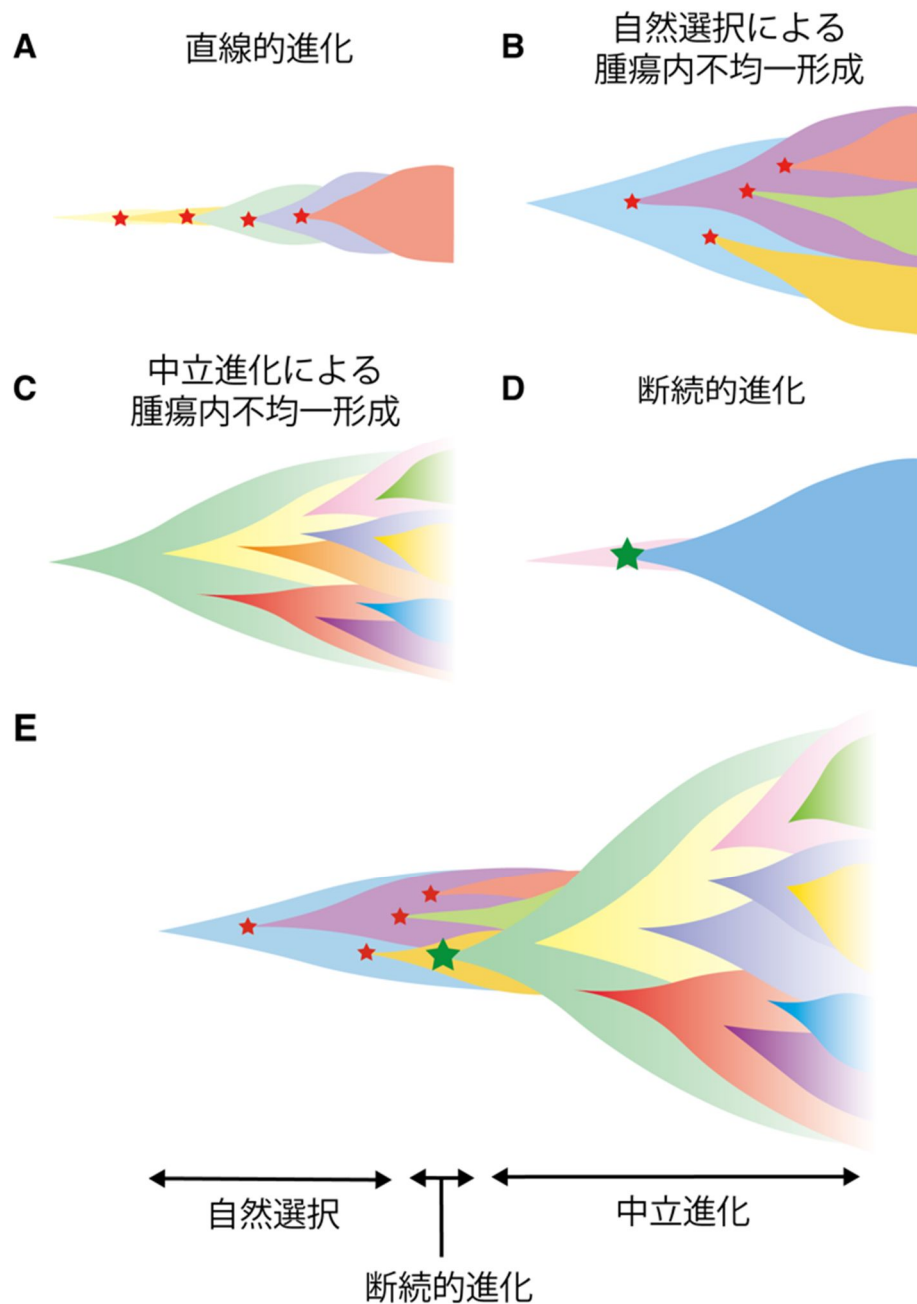 A
直線的進化
B
自然選択による
腫瘍内不均一形成
C
中立進化による
腫瘍内不均一形成
D
断続的進化
E
自然選択
中立進化
断続的進化